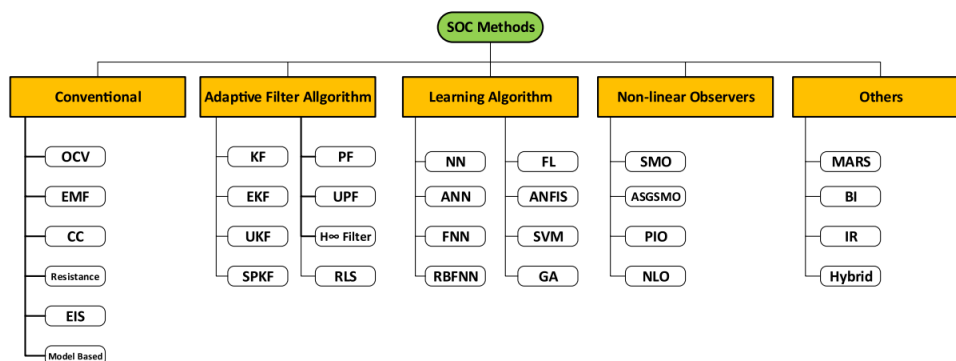 SOC Methods
Conventional
Adaptive Filter Allgorithm
Learning Algorithm
Non-linear Observers
Others
OCV
EMF
CC
Resistance
EIS
Model Based
KF
EKF
UKF
SPKF
PF
UPF
H∞ Filter
RLS
NN
ANN
FNN
RBFNN
FL
ANFIS
SVM
GA
SMO
ASGSMO
PIO
NLO
MARS
BI
IR
Hybrid